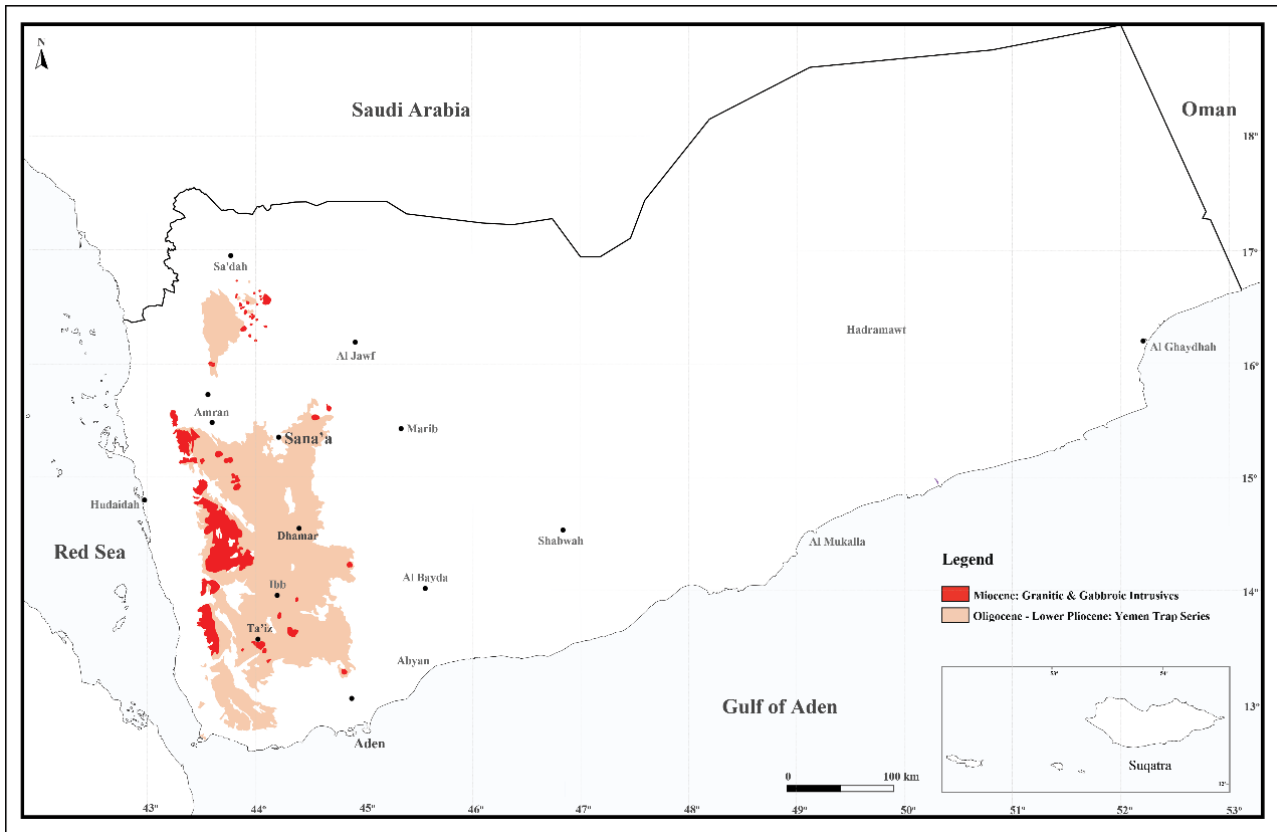 N
Saudi Arabia
Oman
18°
17°
Sa'dah
Hadramawt
Al Jawf
Al Ghaydhah
16°
Amran
Marib
Sana'a
15°
Hudaidah
Dhamar
Shabwah
Al Mukalla
Red Sea
Legend
Al Bayda
Ibb
Miocene: Granitic & Gabbroic Intrusives
14°
Oligocene - Lower Pliocene: Yemen Trap Series
Ta'iz
Abyan
Gulf of Aden
13°
Aden
Suqatra
12°
0 100 km
43° 44° 45° 46° 47° 48° 49° 50° 51° 52° 53°